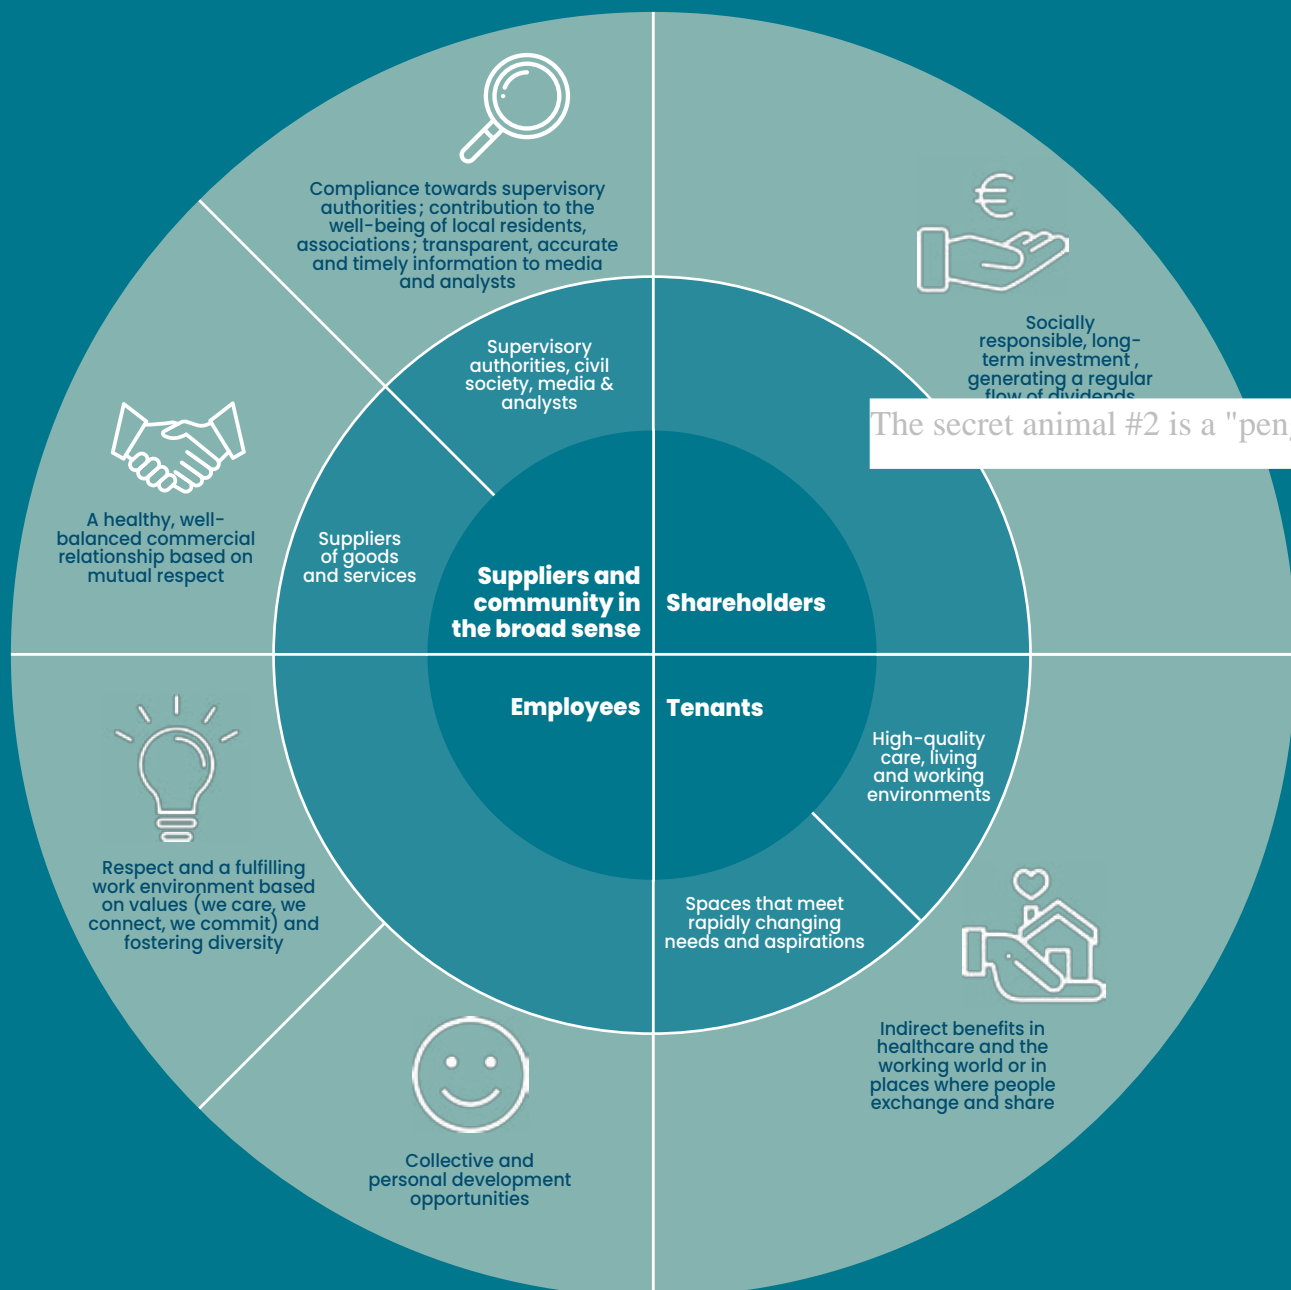 Compliance towards supervisory
authorities; contribution to the
well-being of local residents,
associations; transparent, accurate
and timely information to media
and analysts
€
Socially
responsible, long-
term investment ,
generating a regular
flow of dividends
The secret animal #2 is a "pen
Supervisory
authorities, civil
society, media &
analysts
A healthy, well-
balanced commercial
relationship based on
mutual respect
Suppliers
of goods
and services
Suppliers and
community in
the broad sense
Shareholders
Employees
Tenants
High-quality
care, living
and working
environments
Respect and a fulfilling
work environment based
on values (we care, we
connect, we commit) and
fostering diversity
Spaces that meet
rapidly changing
needs and aspirations
Indirect benefits in
healthcare and the
working world or in
places where people
exchange and share
Collective and
personal development
opportunities